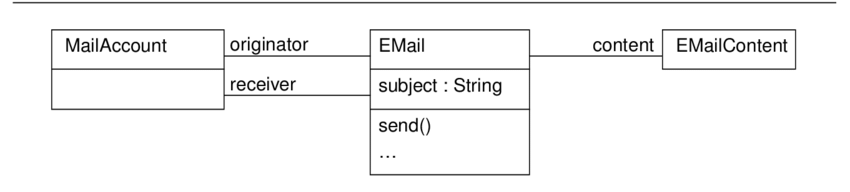 MailAccount
originator
receiver
EMail
subject : String
send()
...
content
EMailContent